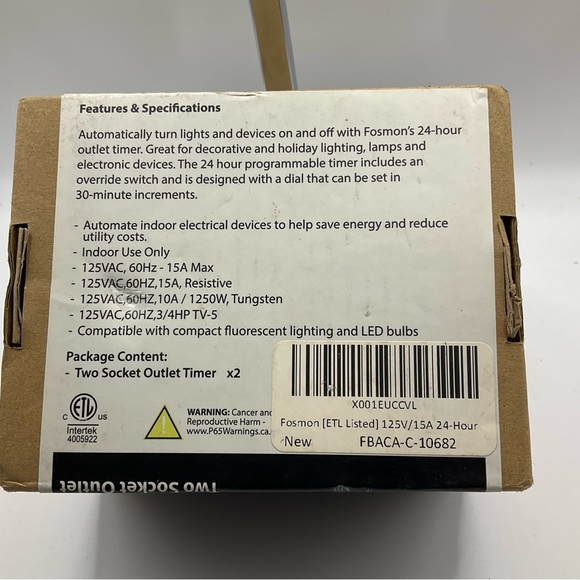 Features & Specifications
Automatically turn lights and devices on and off with Fosmon's 24-hour
outlet timer. Great for decorative and holiday lighting, lamps and
electronic devices. The 24 hour programmable timer includes an
override switch and is designed with a dial that can be set in
30-minute increments.
- Automate indoor electrical devices to help save energy and reduce
utility costs.
- Indoor Use Only
- 125VAC, 60Hz - 15A Max
- 125VAC,60HZ,15A, Resistive
- 125VAC,60HZ,10A / 1250W, Tungsten
- 125VAC,60HZ,3/4HP TV-5
- Compatible with compact fluorescent lighting and LED bulbs
Package Content:
- Two Socket Outlet Timer x2
C ETL US
Intertek
4005922
WARNING: Cancer and
Reproductive Harm -
www.P65Warnings.ca.
X001EUCCVL
Fosmon [ETL Listed] 125V/15A 24-Hour
New FBACA-C-10682
Two Socket Outlet